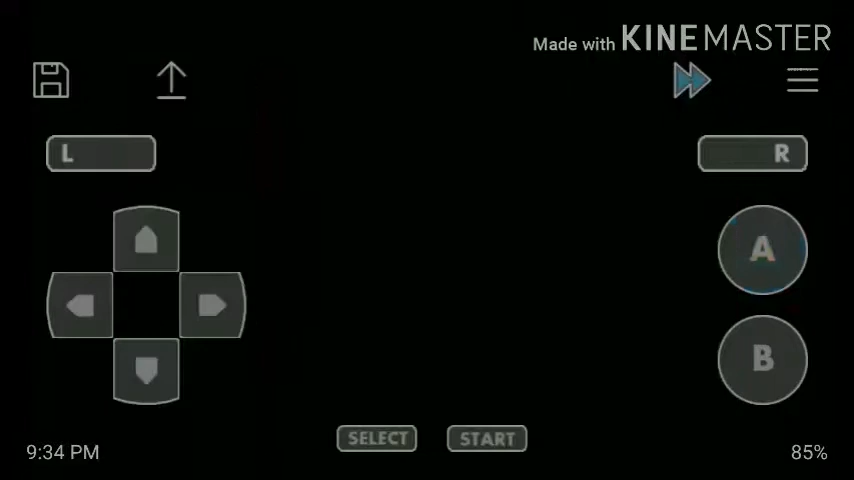 Made with KINEMASTER
L
R
A
B
SELECT
START
9:34 PM
85%